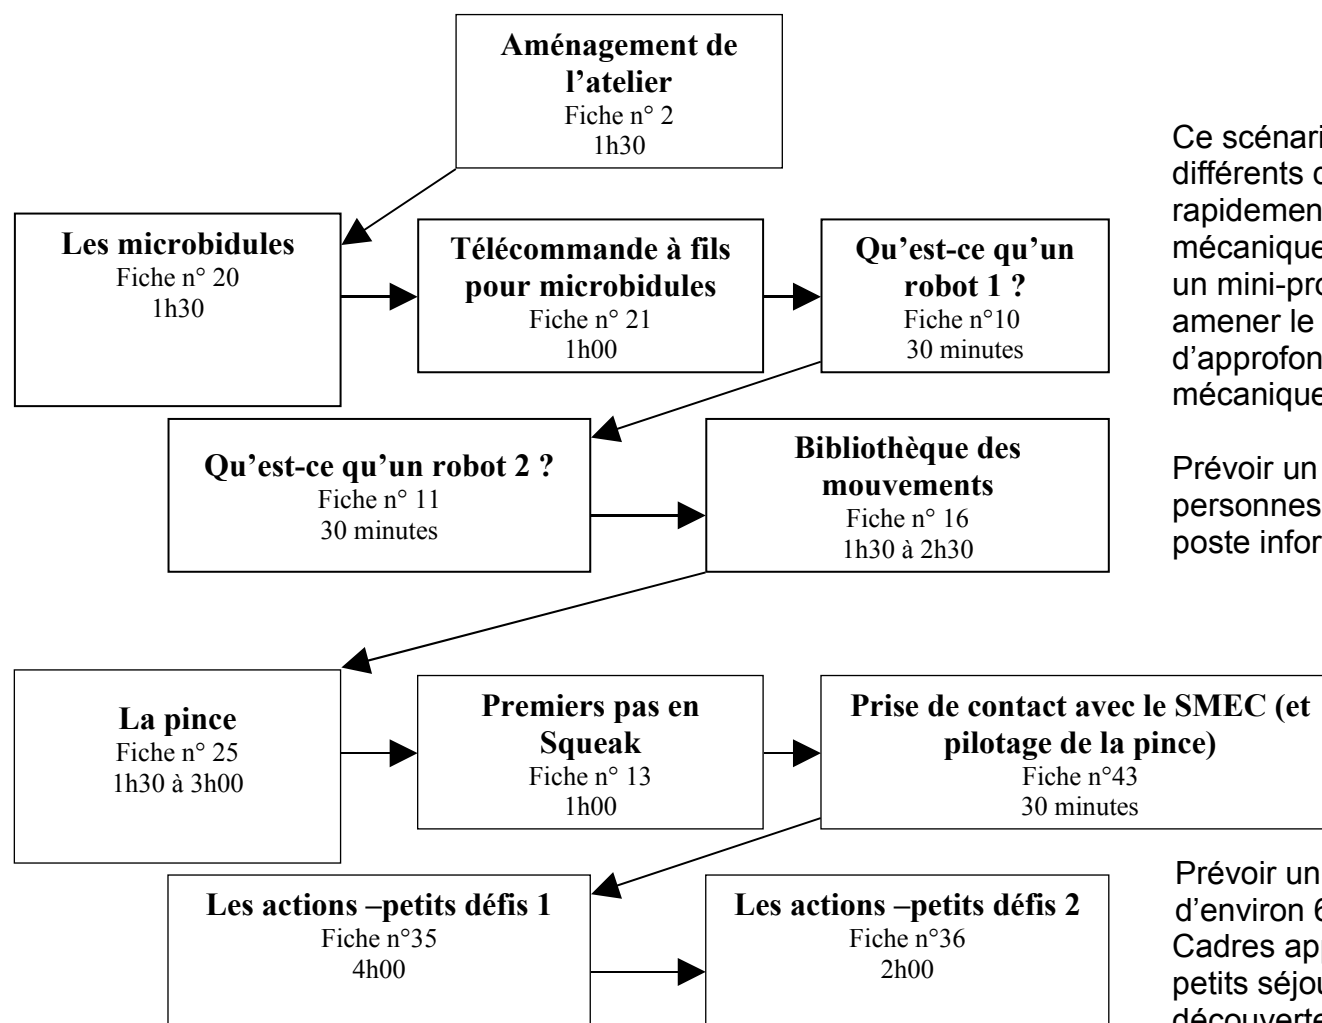 Aménagement de
l’atelier
Fiche n° 2
1h30
Les microbidules
Fiche n° 20
1h30
Télécommande à fils
pour microbidules
Fiche n° 21
1h00
Qu’est-ce qu’un
robot 1 ?
Fiche n°10
30 minutes
Qu’est-ce qu’un robot 2 ?
Fiche n° 11
30 minutes
Bibliothèque des
mouvements
Fiche n° 16
1h30 à 2h30
La pince
Fiche n° 25
1h30 à 3h00
Premiers pas en
Squeak
Fiche n° 13
1h00
Prise de contact avec le SMEC (et
pilotage de la pince)
Fiche n°43
30 minutes
Les actions –petits défis 1
Fiche n°35
4h00
Les actions –petits défis 2
Fiche n°36
2h00
Ce scénari
différents
rapidemen
mécanique
un mini-pro
amener le
d’approfon
mécanique
Prévoir un
personnes
poste infor
Prévoir un
d’environ 6
Cadres app
petits séjou
découverte